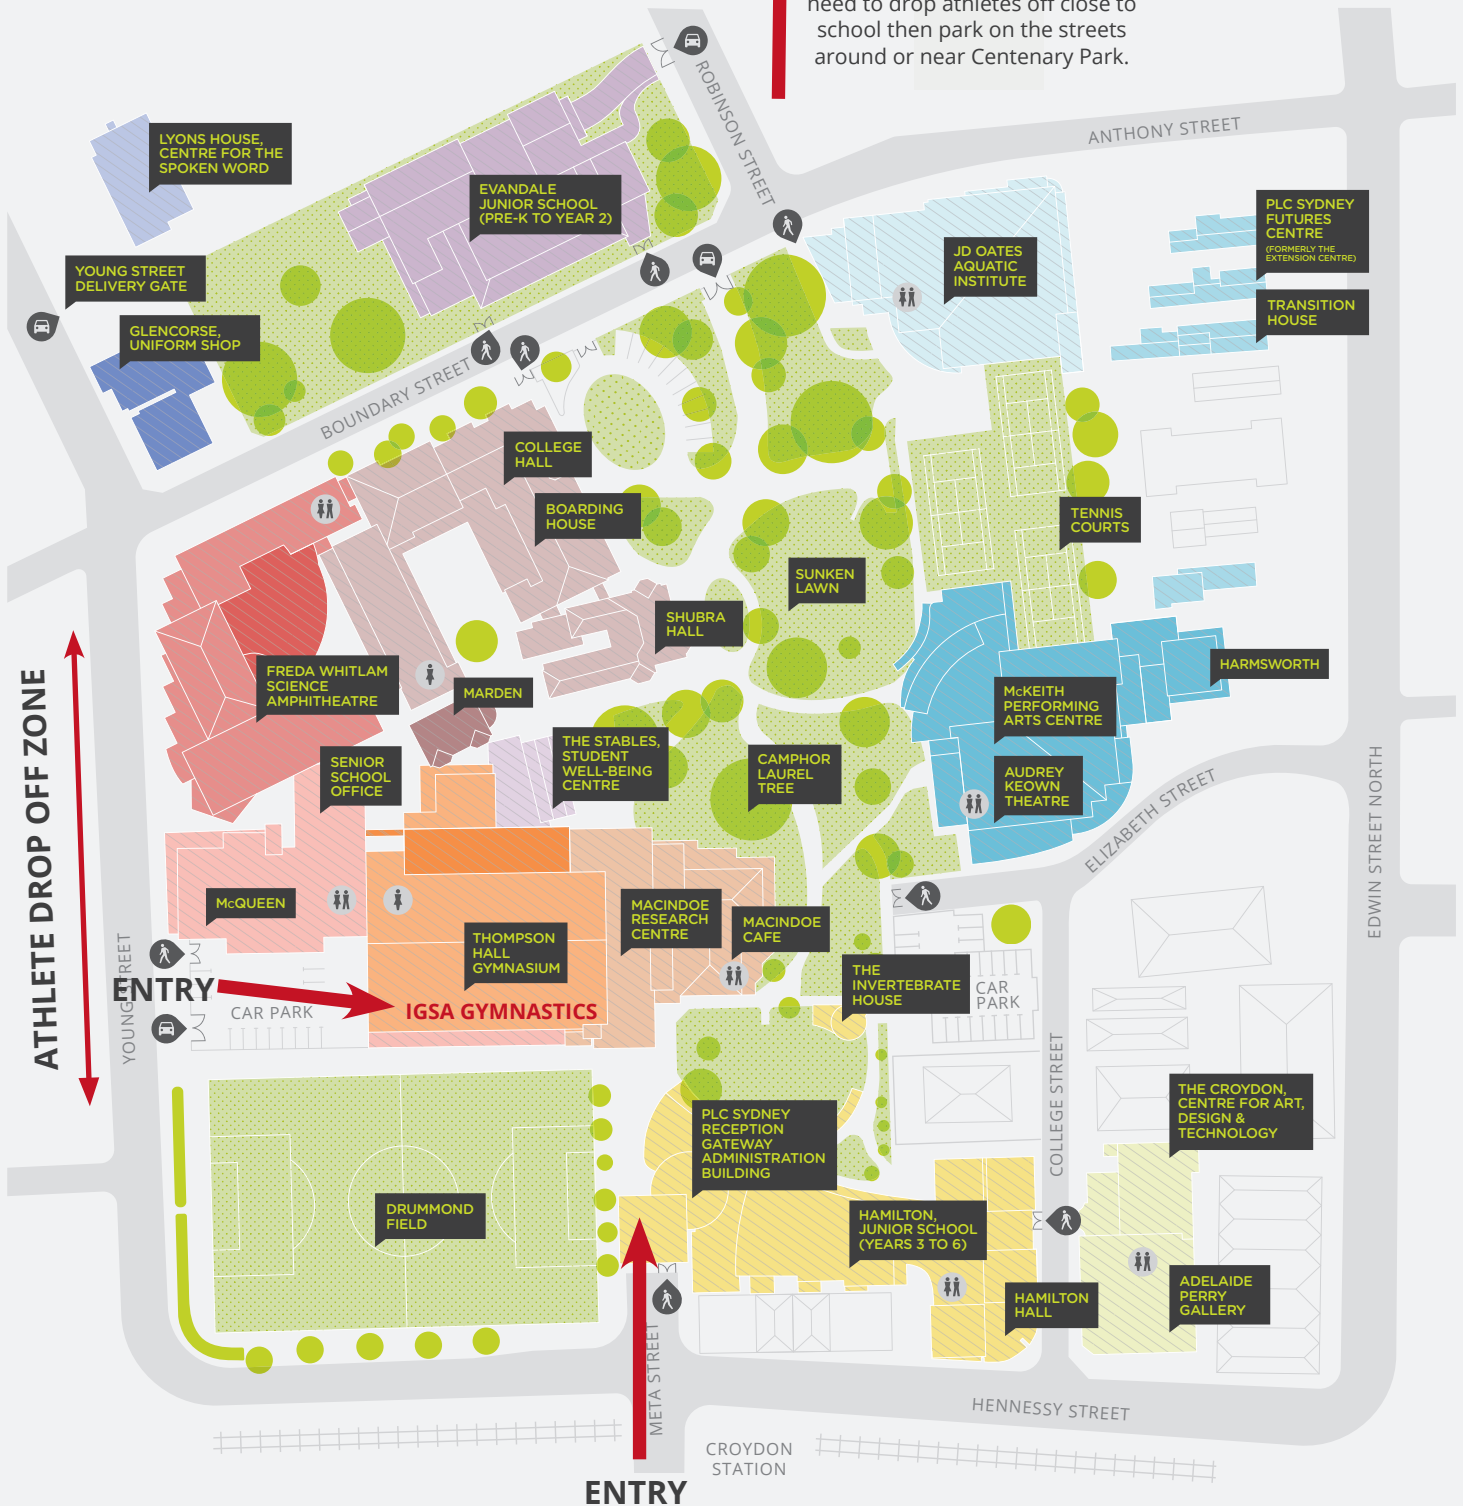 need to drop athletes off close to
school then park on the streets
around or near Centenary Park.
ROBINSON STREET
ANTHONY STREET
LYONS HOUSE,
CENTRE FOR THE
SPOKEN WORD
EVANDALE
JUNIOR SCHOOL
(PRE-K TO YEAR 2)
PLC SYDNEY
FUTURES
CENTRE
(FORMERLY THE
EXTENSION CENTRE)
JD OATES
AQUATIC
INSTITUTE
YOUNG STREET
DELIVERY GATE
TRANSITION
HOUSE
GLENCORSE,
UNIFORM SHOP
BOUNDARY STREET
COLLEGE
HALL
BOARDING
HOUSE
TENNIS
COURTS
SUNKEN
LAWN
SHUBRA
HALL
FREDA WHITLAM
SCIENCE
AMPHITHEATRE
MARDEN
HARMSWORTH
McKEITH
PERFORMING
ARTS CENTRE
THE STABLES,
STUDENT
WELL-BEING
CENTRE
SENIOR
SCHOOL
OFFICE
CAMPHOR
LAUREL
TREE
AUDREY
KEOWN
THEATRE
ELIZABETH STREET
EDWIN STREET NORTH
ATHLETE DROP OFF ZONE
McQUEEN
MACINDOE
RESEARCH
CENTRE
MACINDOE
CAFE
THOMPSON
HALL
GYMNASIUM
YOUNG STREET
ENTRY
CAR PARK
IGSA GYMNASTICS
THE
INVERTEBRATE
HOUSE
CAR
PARK
COLLEGE STREET
THE CROYDON,
CENTRE FOR ART,
DESIGN &
TECHNOLOGY
PLC SYDNEY
RECEPTION
GATEWAY
ADMINISTRATION
BUILDING
DRUMMOND
FIELD
HAMILTON,
JUNIOR SCHOOL
(YEARS 3 TO 6)
HAMILTON
HALL
ADELAIDE
PERRY
GALLERY
META STREET
HENNESSY STREET
CROYDON
STATION
ENTRY